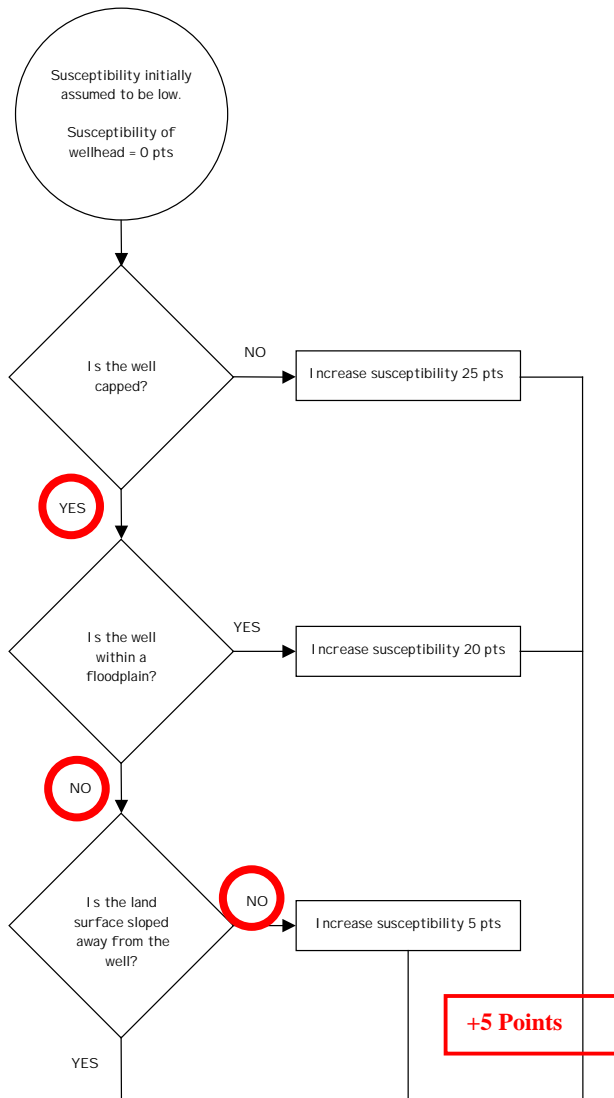 Susceptibility initially
assumed to be low.
Susceptibility of
wellhead = 0 pts
Is the well
capped?
NO
Increase susceptibility 25 pts
YES
Is the well
within a
floodplain?
YES
Increase susceptibility 20 pts
NO
Is the land
surface sloped
away from the
well?
NO
Increase susceptibility 5 pts
+5 Points
YES